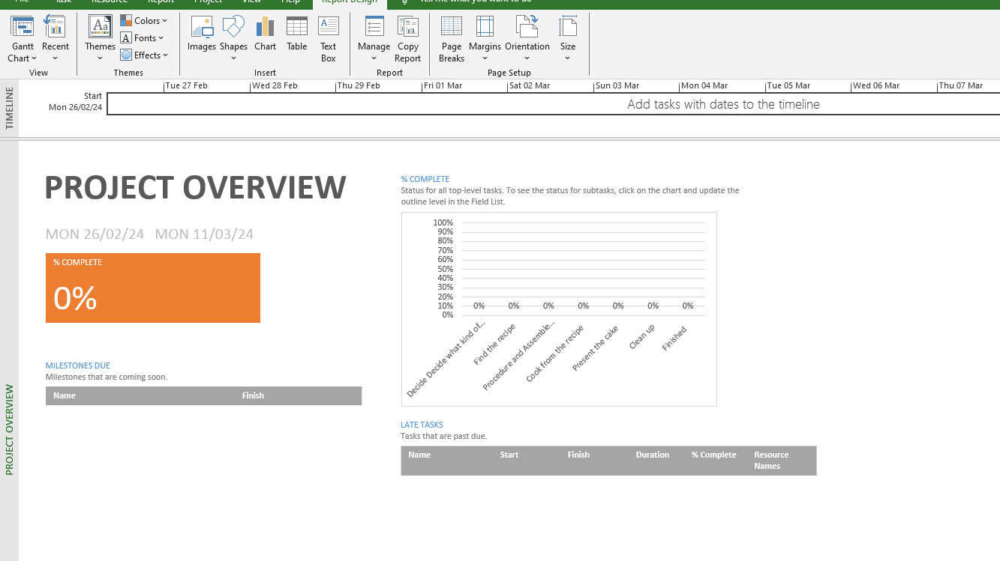 File Task Resource Report Project View Help Report Design Tell me what you want to do
Gantt Chart
Recent
View
Themes
Colors
Fonts
Effects
Themes
Images
Shapes
Chart
Table
Text Box
Insert
Manage
Copy Report
Report
Page Breaks
Margins
Orientation
Size
Page Setup
TIMELINE
Tue 27 Feb Wed 28 Feb Thu 29 Feb Fri 01 Mar Sat 02 Mar Sun 03 Mar Mon 04 Mar Tue 05 Mar Wed 06 Mar Thu 07 Mar
Start
Mon 26/02/24
Add tasks with dates to the timeline
PROJECT OVERVIEW
PROJECT OVERVIEW
MON 26/02/24 MON 11/03/24
% COMPLETE
0%
MILESTONES DUE
Milestones that are coming soon.
Name Finish
% COMPLETE
Status for all top-level tasks. To see the status for subtasks, click on the chart and update the
outline level in the Field List.
100%
90%
80%
70%
60%
50%
40%
30%
20%
10%
0%
0% 0% 0% 0% 0% 0% 0%
Decide Decide what kind of...
Find the recipe
Procedure and Assemble...
Cook from the recipe
Present the cake
Clean up
Finished
LATE TASKS
Tasks that are past due.
Name Start Finish Duration % Complete Resource Names